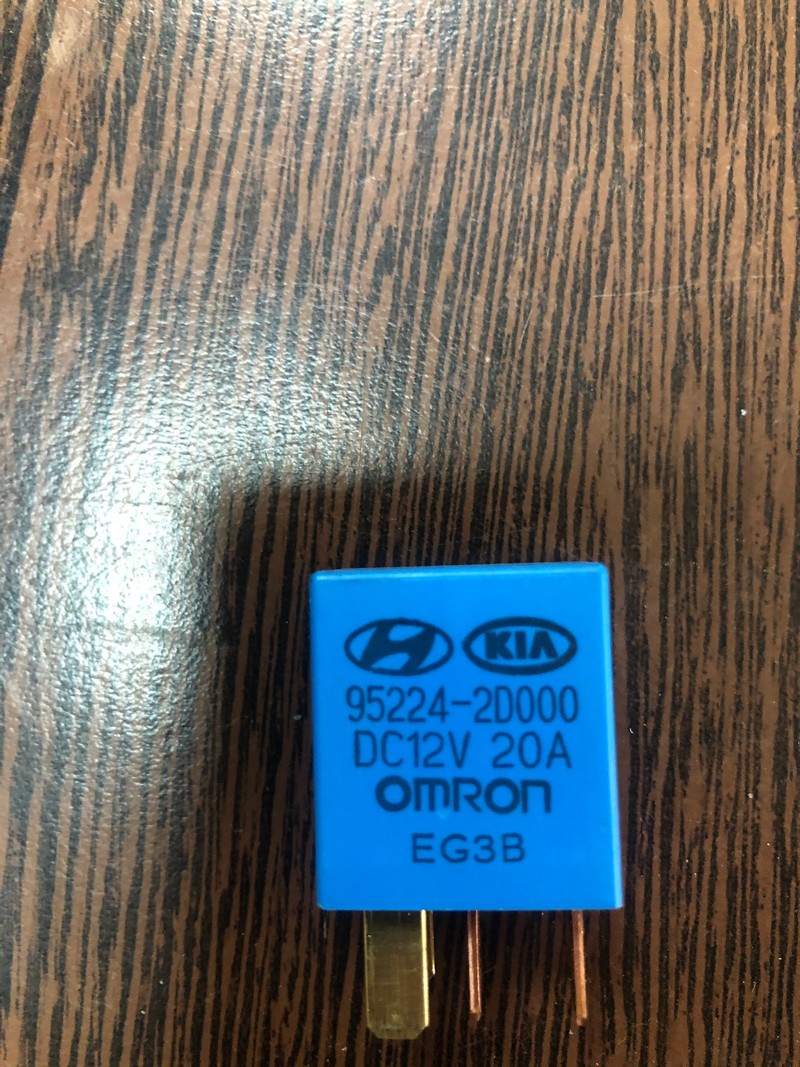 KIA
95224-2D000
DC12V 20A
OMRON
EG3B